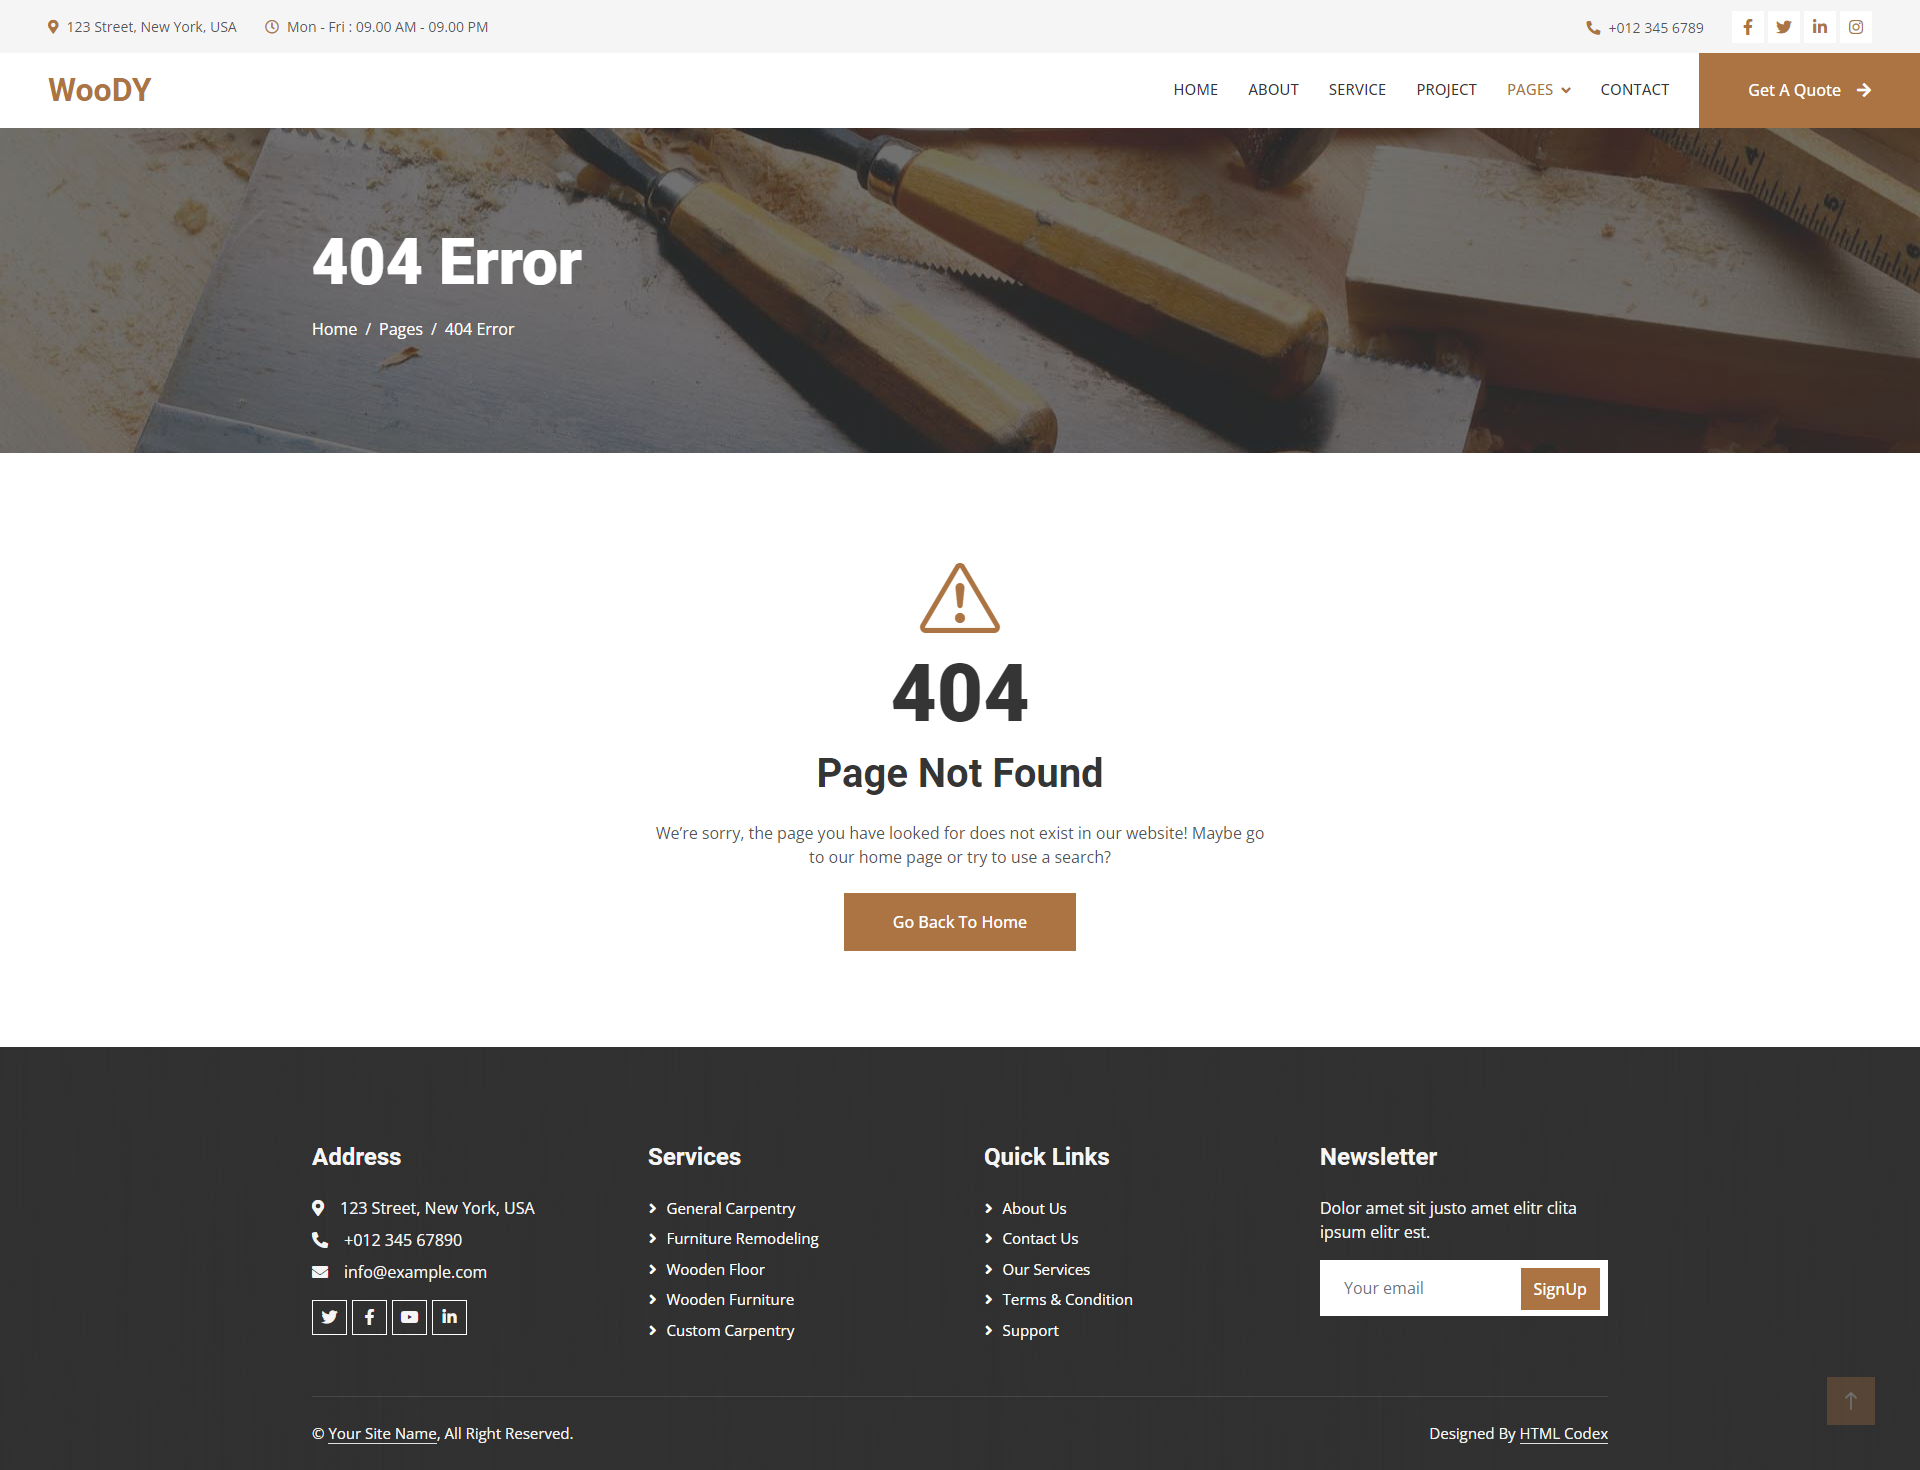 123 Street, New York, USA
Mon - Fri : 09.00 AM - 09.00 PM
+012 345 6789
WooDY
HOME
ABOUT
SERVICE
PROJECT
PAGES
CONTACT
Get A Quote
404 Error
Home / Pages / 404 Error
404
Page Not Found
We’re sorry, the page you have looked for does not exist in our website! Maybe go
to our home page or try to use a search?
Go Back To Home
Address
123 Street, New York, USA
+012 345 67890
info@example.com
Services
General Carpentry
Furniture Remodeling
Wooden Floor
Wooden Furniture
Custom Carpentry
Quick Links
About Us
Contact Us
Our Services
Terms & Condition
Support
Newsletter
Dolor amet sit justo amet elitr clita
ipsum elitr est.
Your email
SignUp
© Your Site Name, All Right Reserved.
Designed By HTML Codex